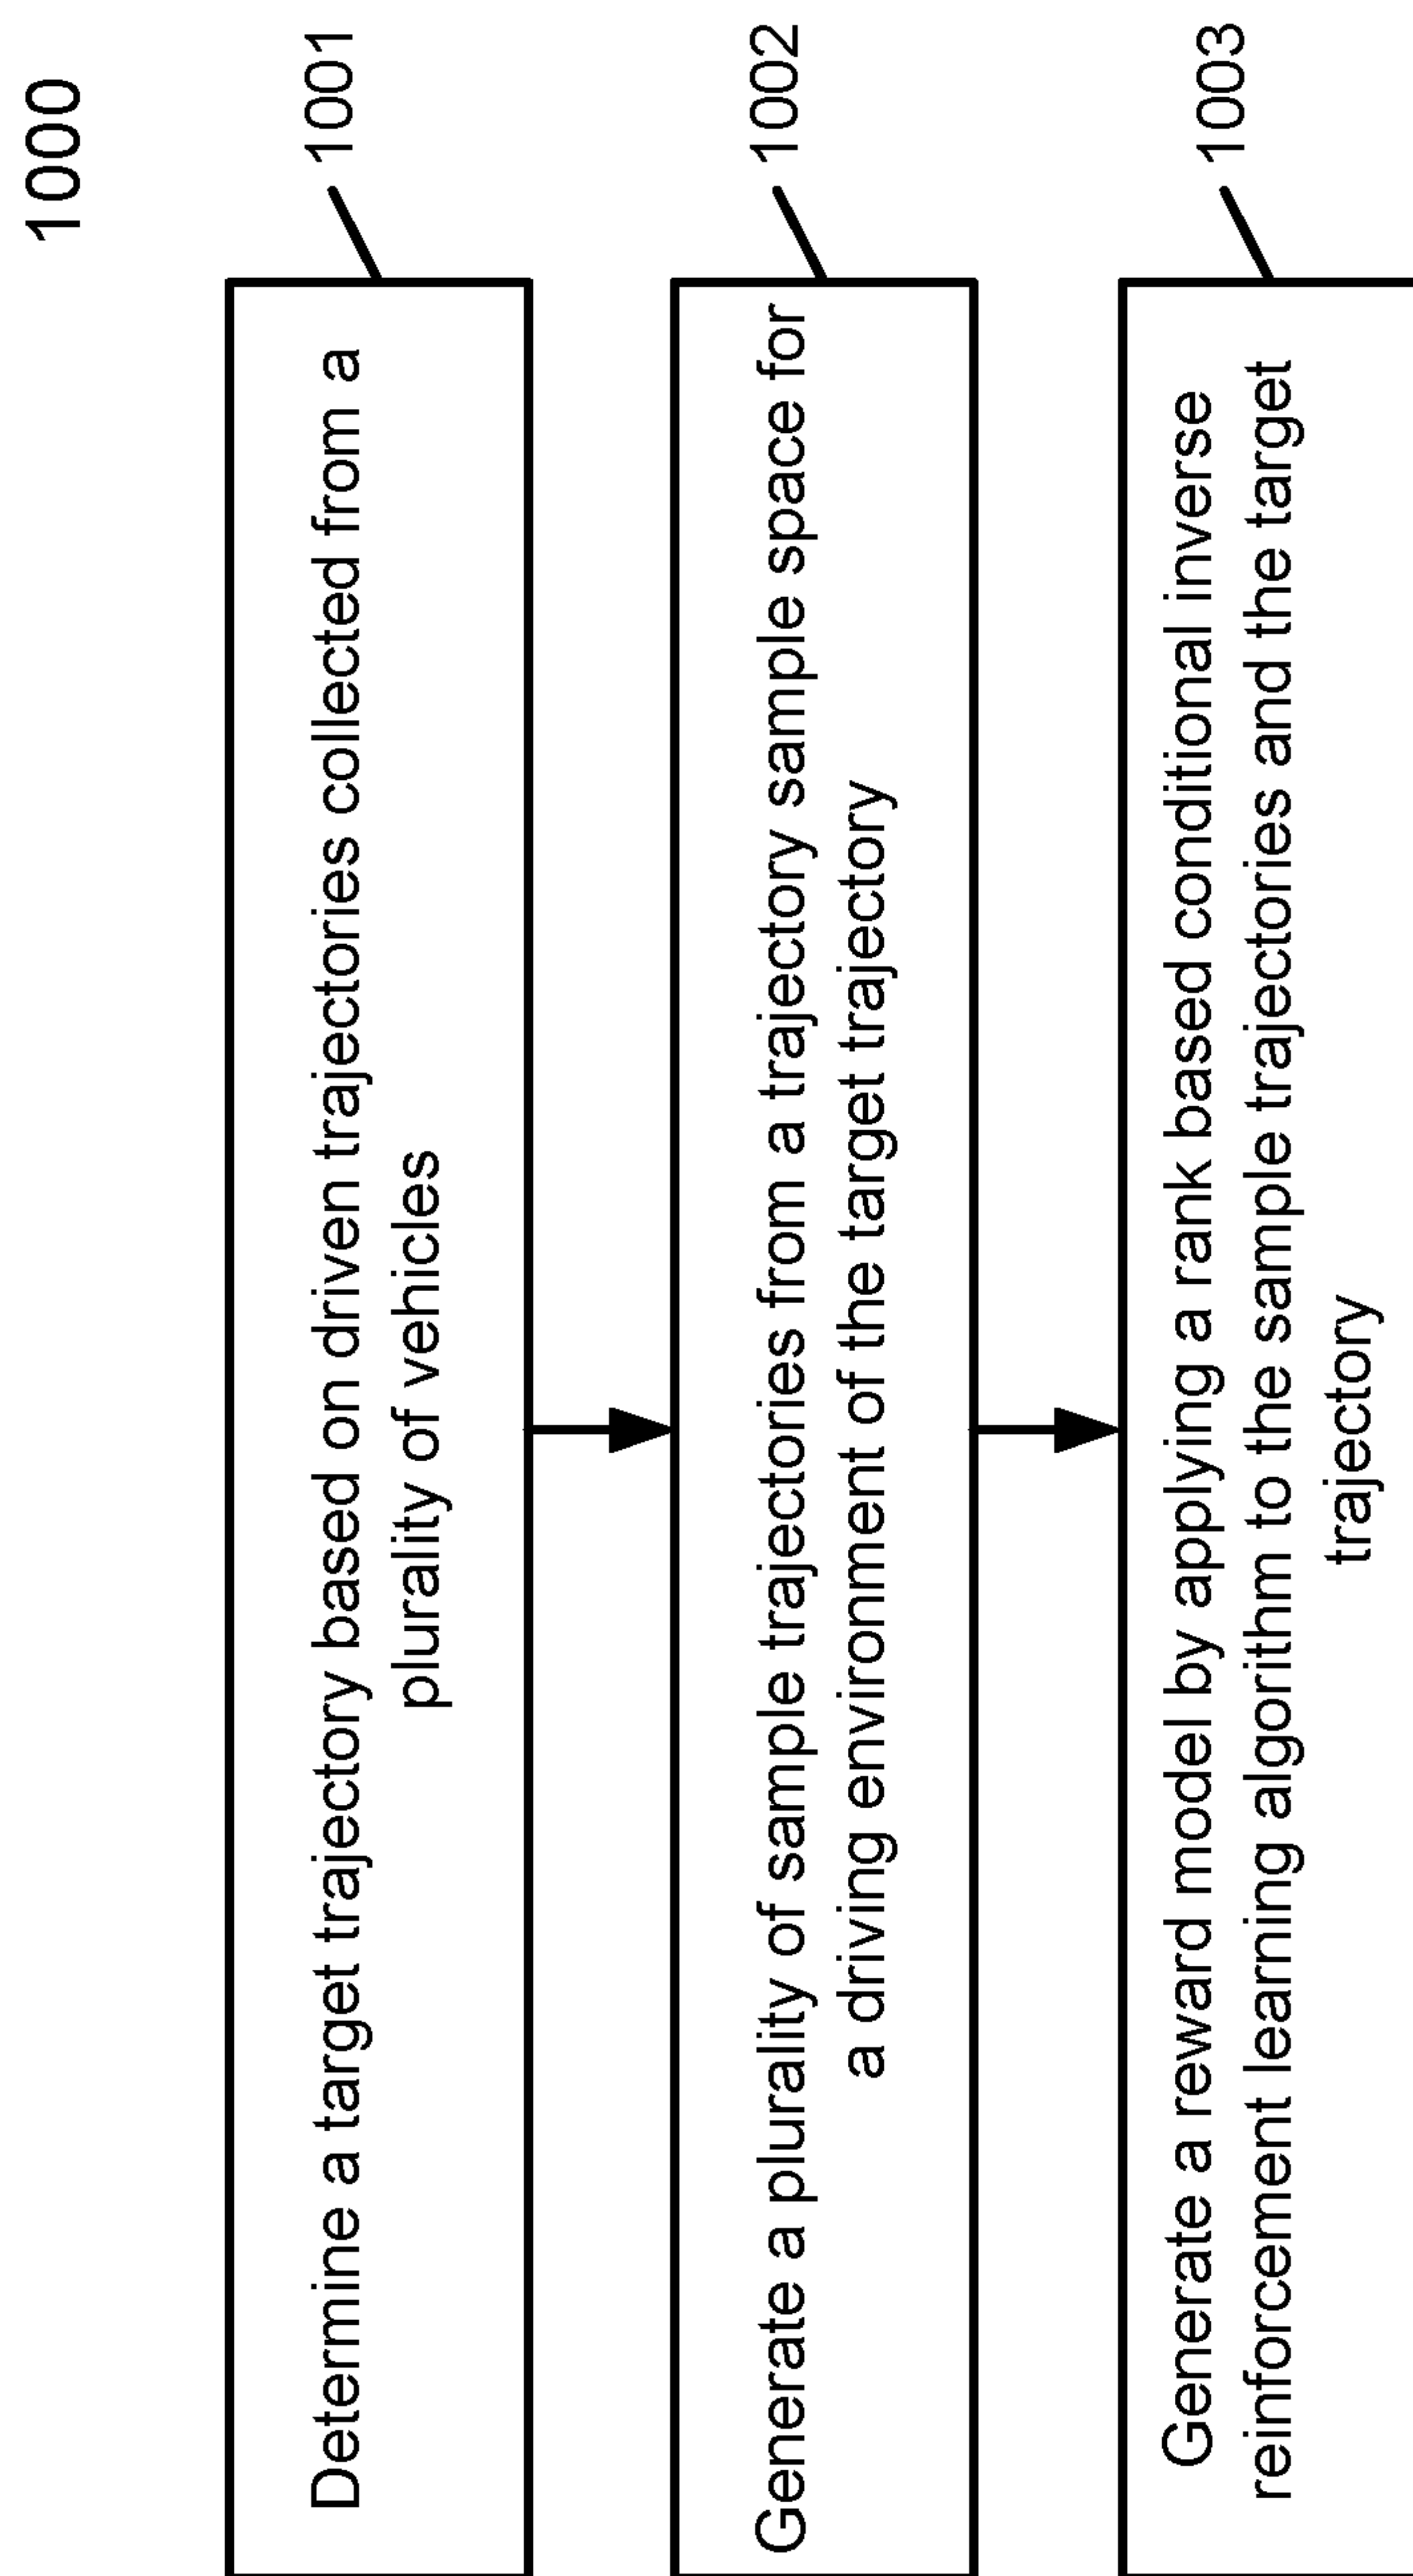 1000
Determine a target trajectory based on driven trajectories collected from a
plurality of vehicles
1001
Generate a plurality of sample trajectories from a trajectory sample space for
a driving environment of the target trajectory
1002
Generate a reward model by applying a rank based conditional inverse
reinforcement learning algorithm to the sample trajectories and the target
trajectory
1003